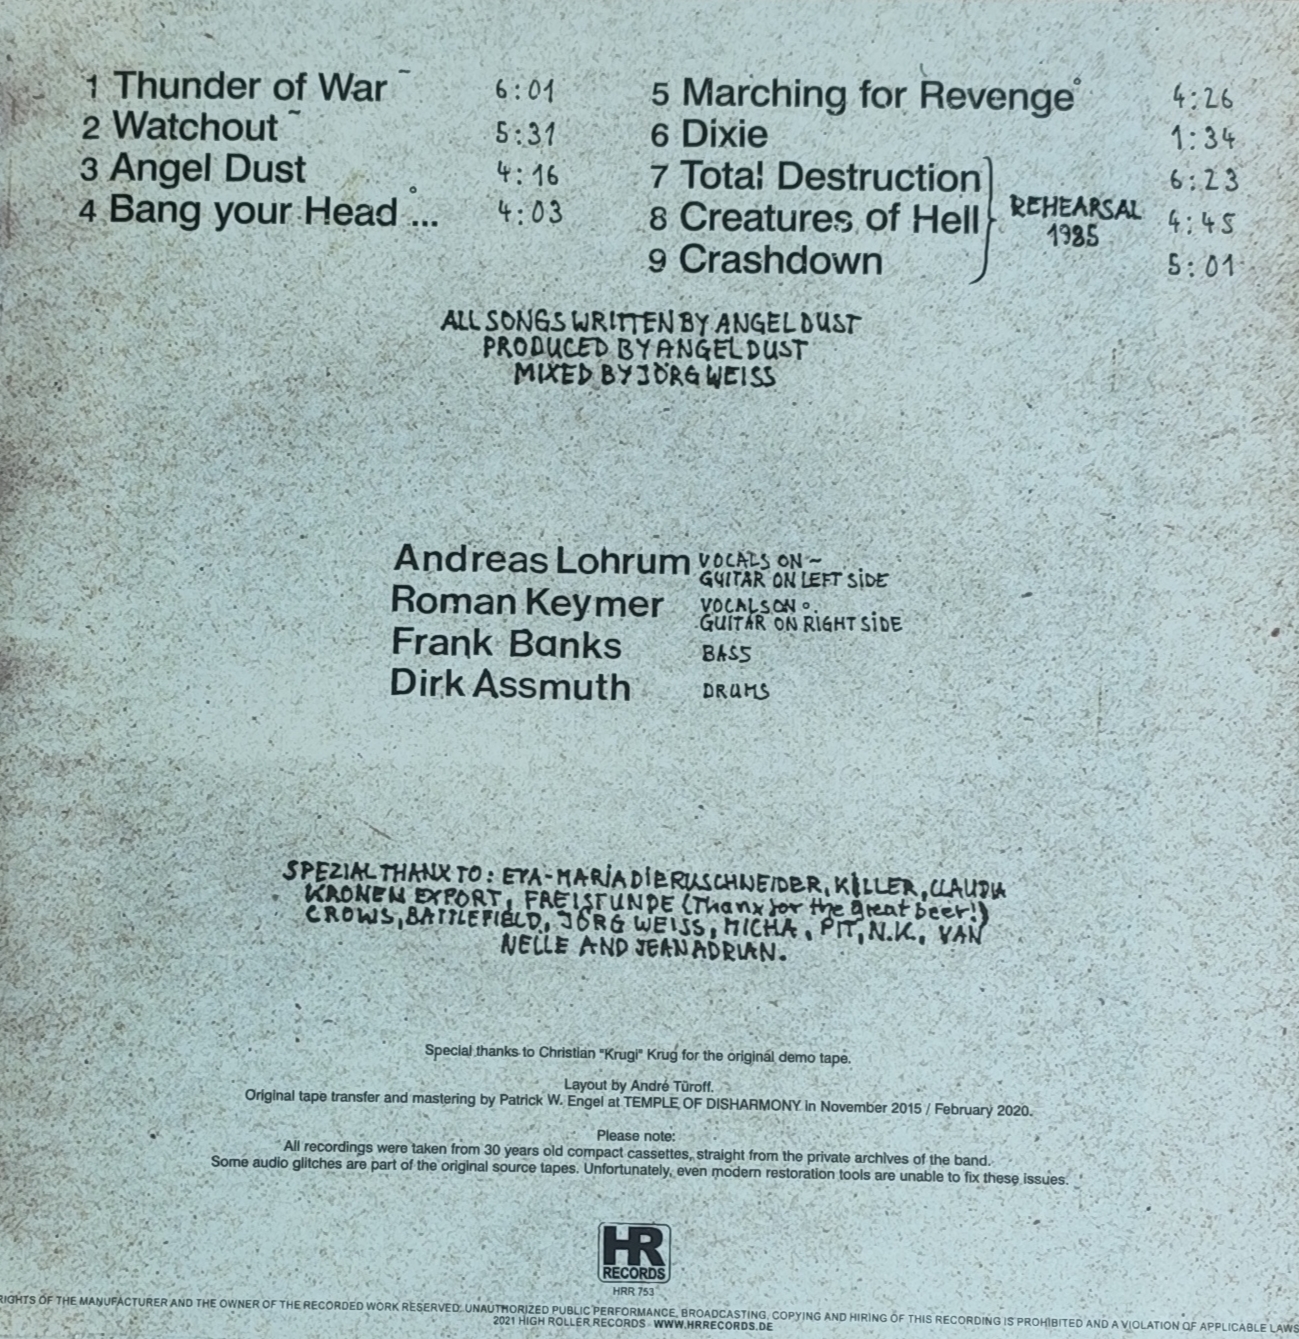 1 Thunder of War ~ 6:01
2 Watchout ~ 5:31
3 Angel Dust 4:16
4 Bang your Head °... 4:03
5 Marching for Revenge° 4:26
6 Dixie 1:34
7 Total Destruction 6:23
8 Creatures of Hell 4:45
REHEARSAL
1985
9 Crashdown 5:01
ALL SONGS WRITTEN BY ANGEL DUST
PRODUCED BY ANGEL DUST
MIXED BY JÖRG WEISS
Andreas Lohrum VOCALS ON ~
GUITAR ON LEFT SIDE
Roman Keymer VOCALS ON °.
GUITAR ON RIGHT SIDE
Frank Banks BASS
Dirk Assmuth DRUMS
SPEZIAL THANX TO: EVA-MARIA DIERUSCHNEIDER, KILLER, CLAUDIA
KRONEN EXPORT, FREISTUNDE (Thanx for the great beer!)
CROWS, BATTLEFIELD, JÖRG WEISS, MICHA, PIT, N.K., VAN
NELLE AND JEAN ADRIAN.
Special thanks to Christian "Krugi" Krug for the original demo tape.
Layout by André Türoff.
Original tape transfer and mastering by Patrick W. Engel at TEMPLE OF DISHARMONY in November 2015 / February 2020.
Please note:
All recordings were taken from 30 years old compact cassettes, straight from the private archives of the band.
Some audio glitches are part of the original source tapes. Unfortunately, even modern restoration tools are unable to fix these issues.
HR
RECORDS
HRR 753
RIGHTS OF THE MANUFACTURER AND THE OWNER OF THE RECORDED WORK RESERVED. UNAUTHORIZED PUBLIC PERFORMANCE, BROADCASTING, COPYING AND HIRING OF THIS RECORDING IS PROHIBITED AND A VIOLATION OF APPLICABLE LAWS
2021 HIGH ROLLER RECORDS · WWW.HRRECORDS.DE